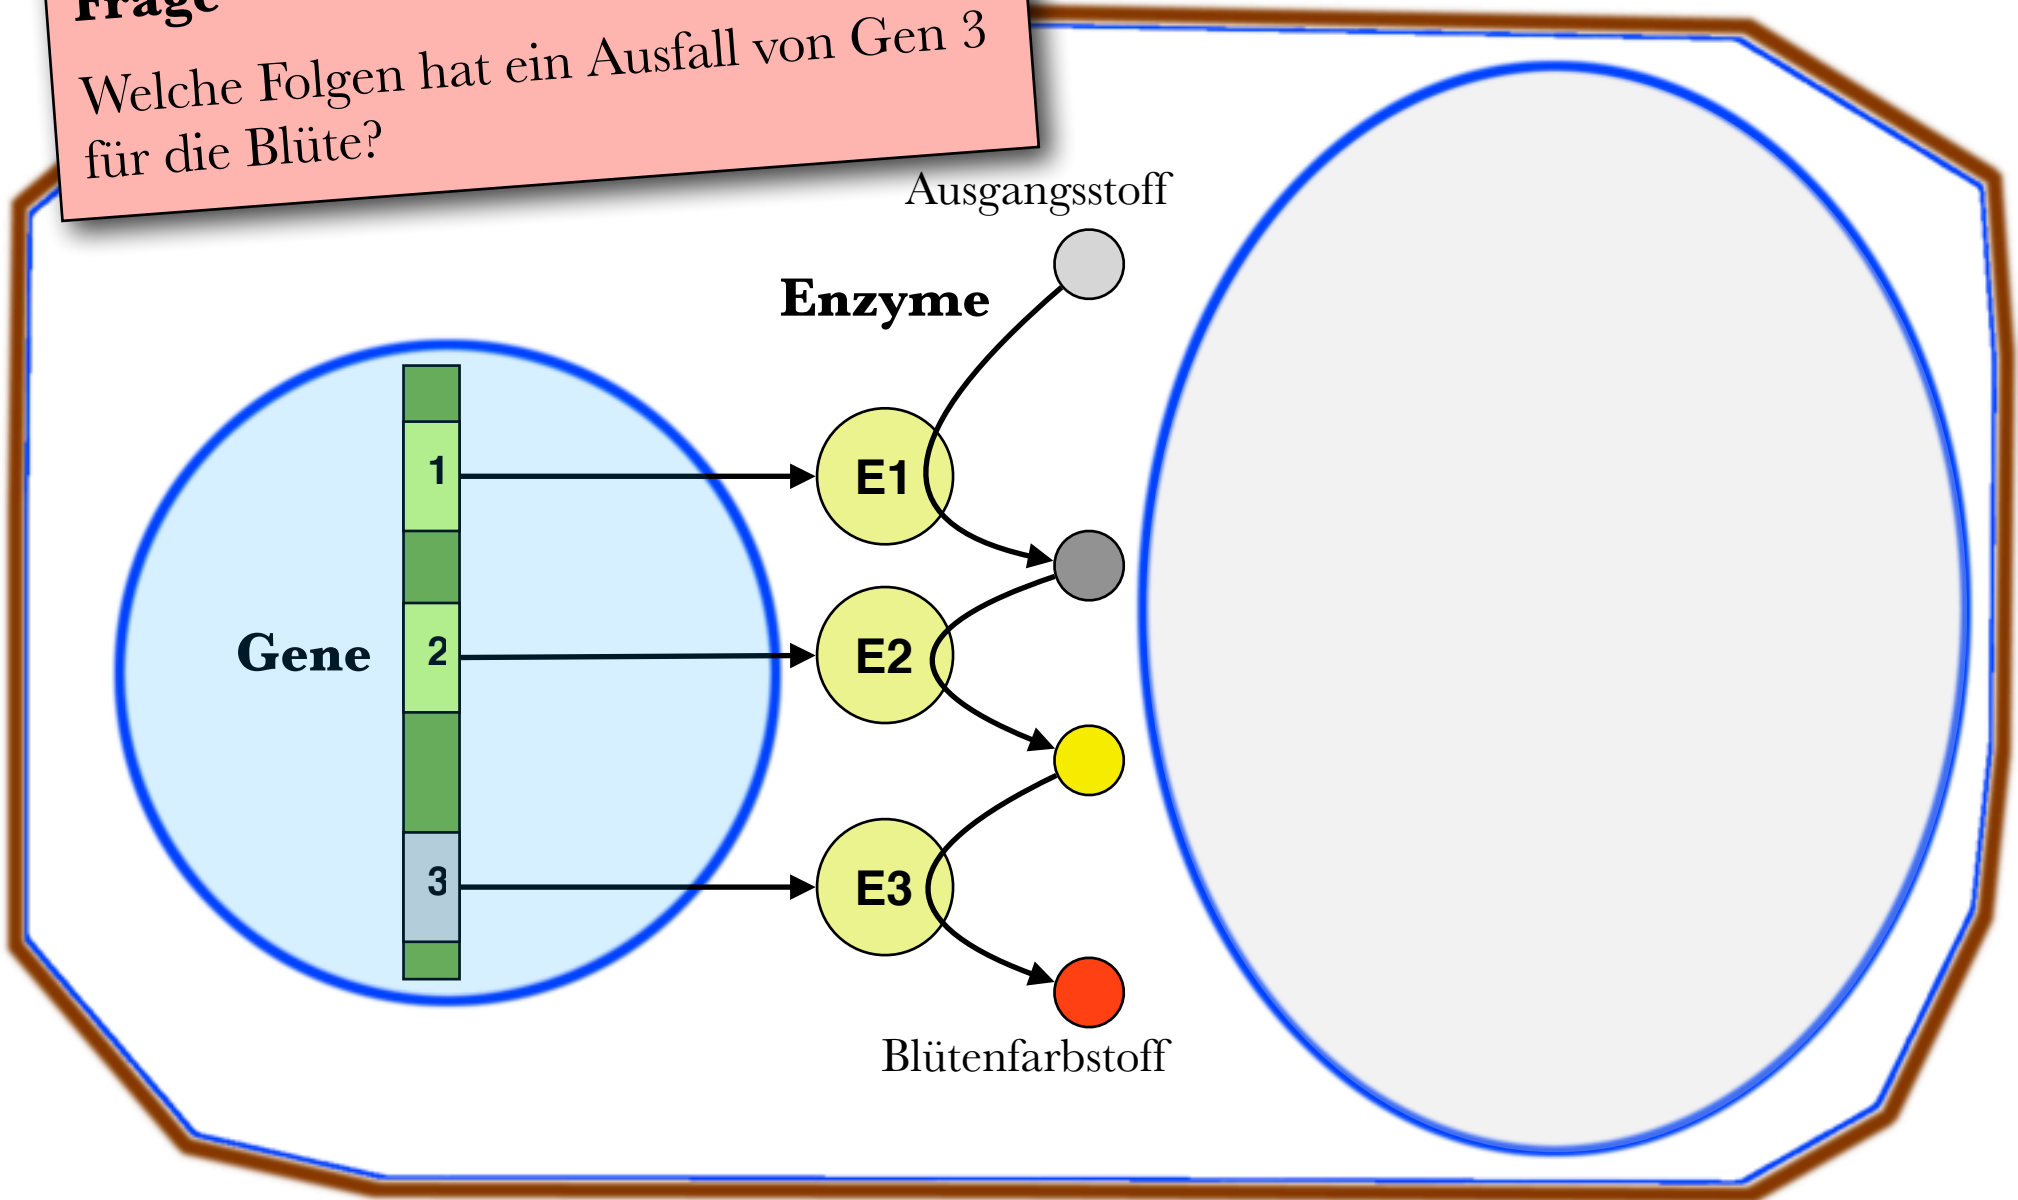 Frage
Welche Folgen hat ein Ausfall von Gen 3
für die Blüte?
Ausgangsstoff
Enzyme
1
E1
Gene
2
E2
3
E3
Blütenfarbstoff